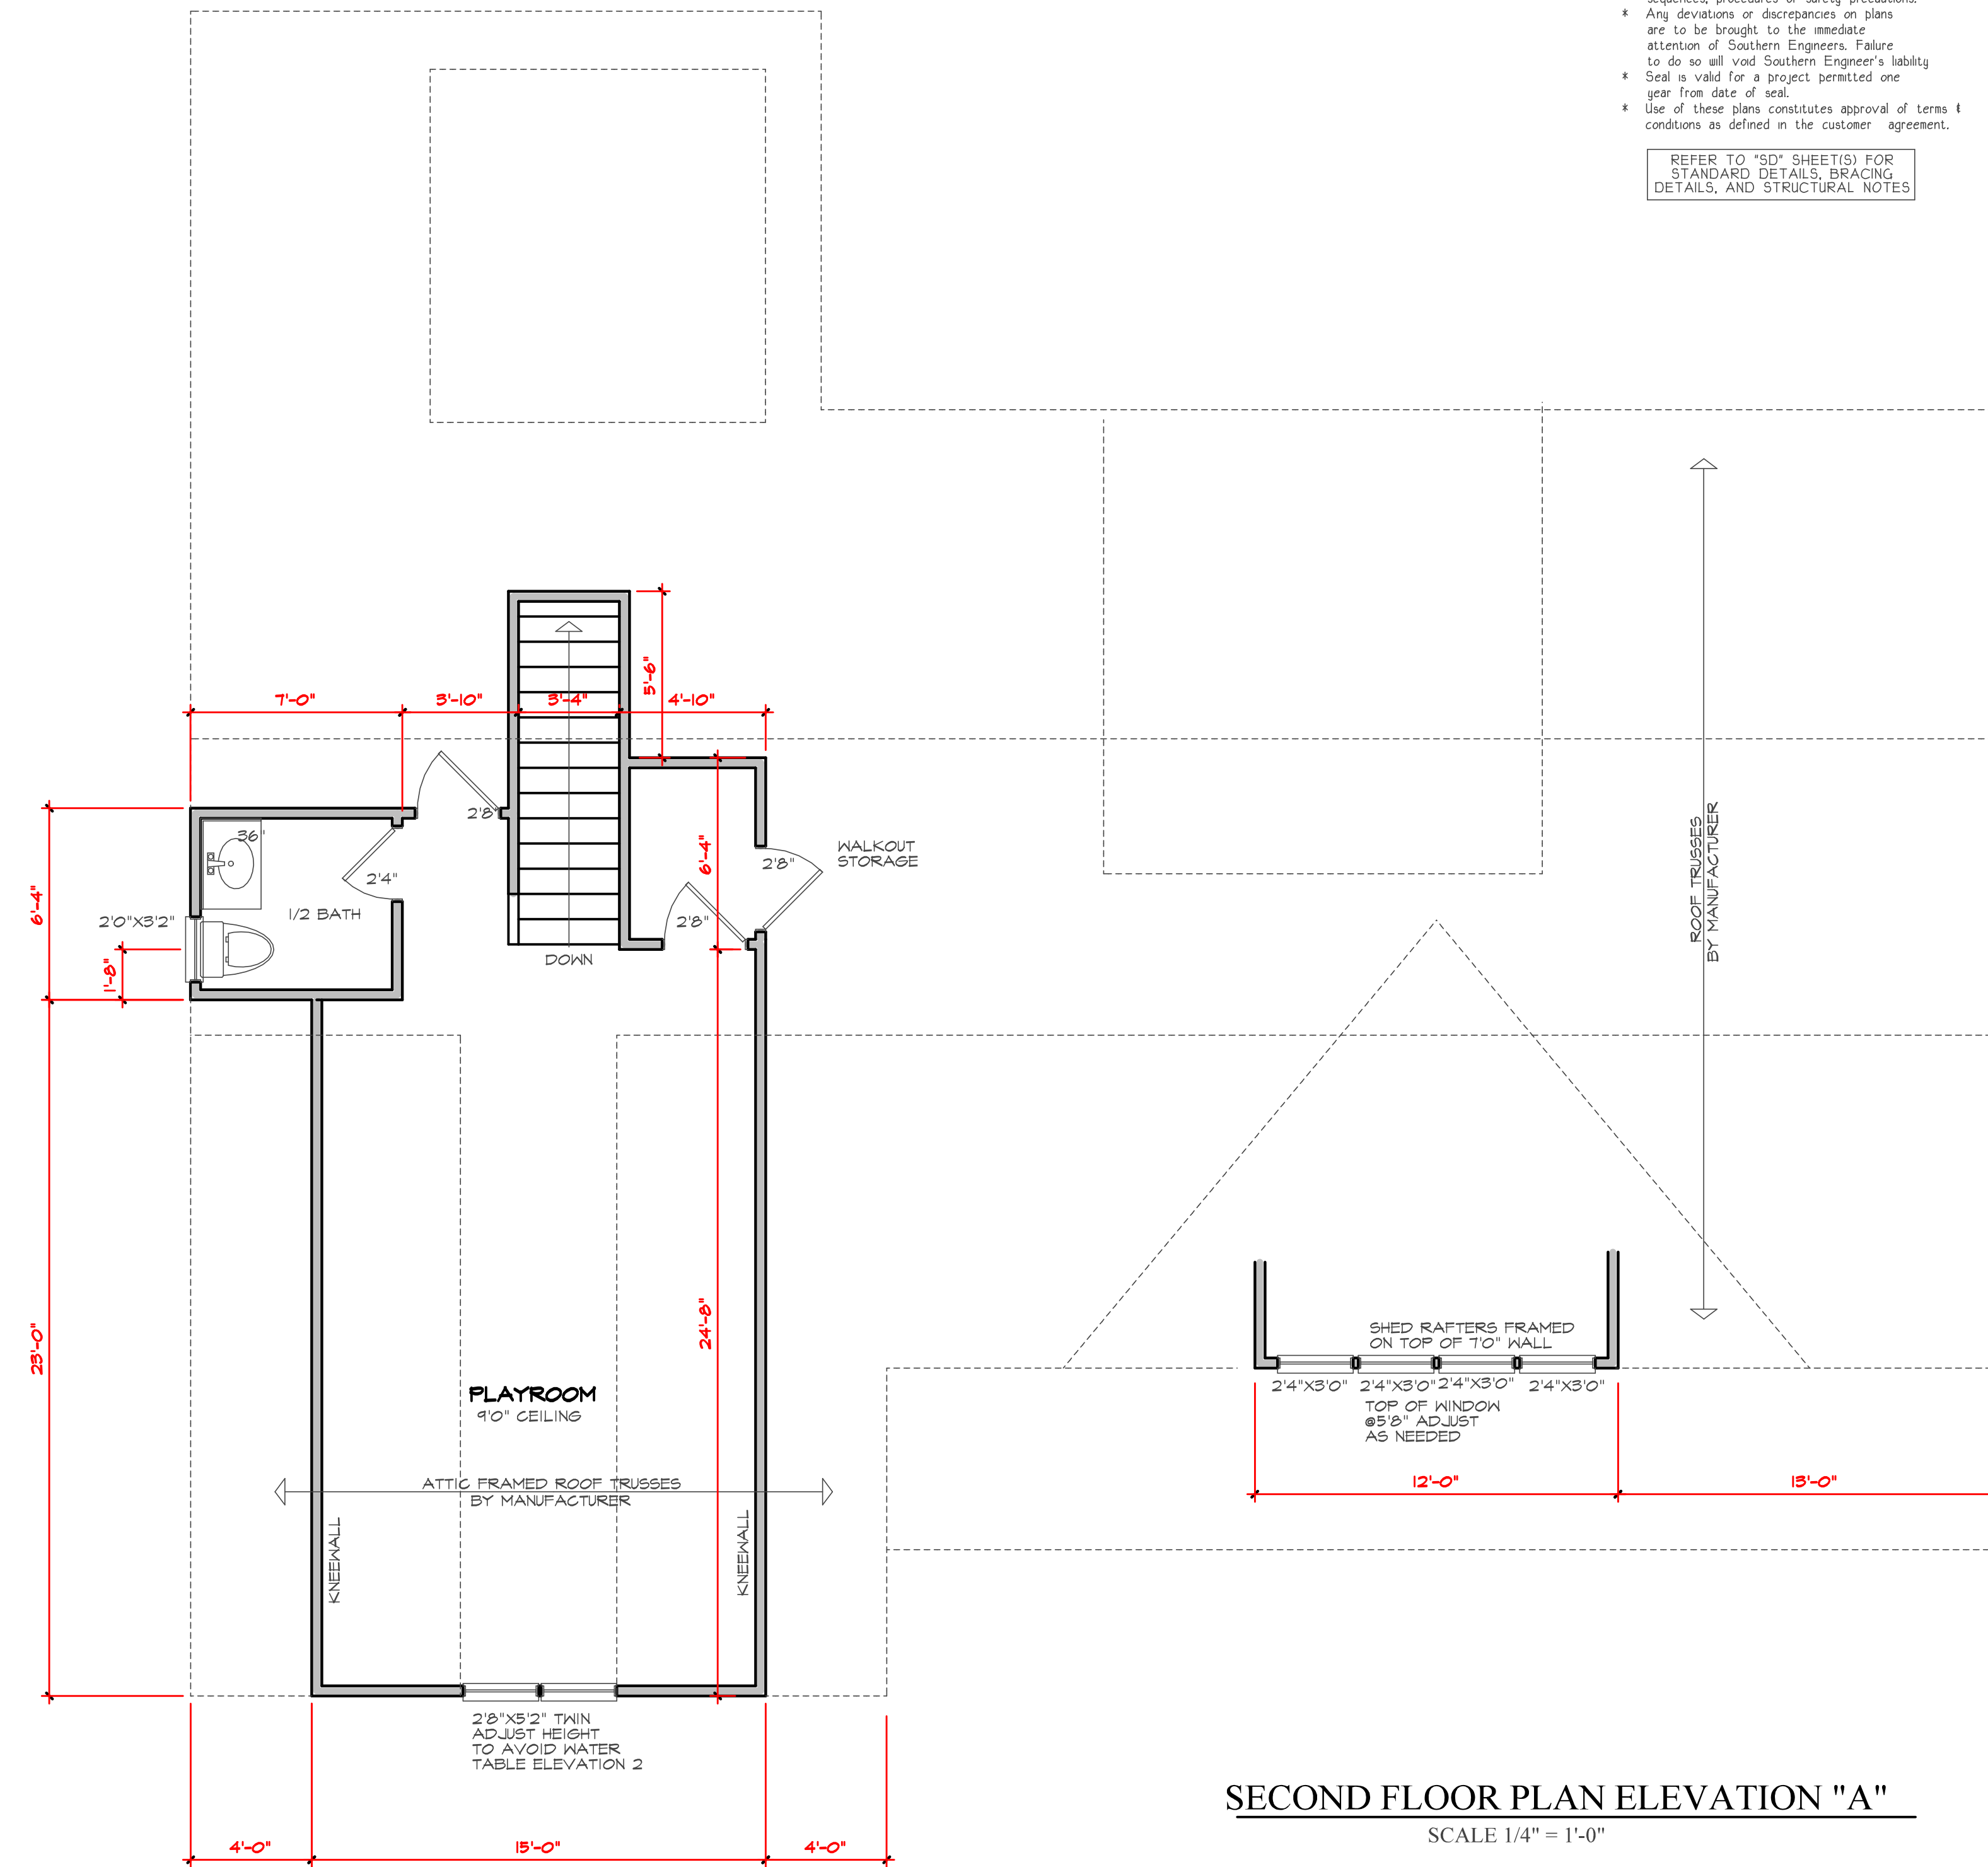 sequences, procedures or safety precautions.
* Any deviations or discrepancies on plans
are to be brought to the immediate
attention of Southern Engineers. Failure
to do so will void Southern Engineer's liability
* Seal is valid for a project permitted one
year from date of seal.
* Use of these plans constitutes approval of terms &
conditions as defined in the customer agreement.
REFER TO "SD" SHEET(S) FOR
STANDARD DETAILS, BRACING
DETAILS, AND STRUCTURAL NOTES
5'-6"
7'-0"
3'-10"
3'-4"
4'-10"
2'8"
36"
2'4"
1/2 BATH
2'0"X3'2"
6'-4"
1'-8"
DOWN
6'-4"
2'8"
2'8"
WALKOUT
STORAGE
ROOF TRUSSES
BY MANUFACTURER
23'-0"
24'-8"
PLAYROOM
9'0" CEILING
ATTIC FRAMED ROOF TRUSSES
BY MANUFACTURER
KNEEWALL
KNEEWALL
SHED RAFTERS FRAMED
ON TOP OF 7'0" WALL
2'4"X3'0"
2'4"X3'0"
2'4"X3'0"
2'4"X3'0"
TOP OF WINDOW
@5'8" ADJUST
AS NEEDED
12'-0"
13'-0"
2'8"X5'2" TWIN
ADJUST HEIGHT
TO AVOID WATER
TABLE ELEVATION 2
4'-0"
15'-0"
4'-0"
SECOND FLOOR PLAN ELEVATION "A"
SCALE 1/4" = 1'-0"